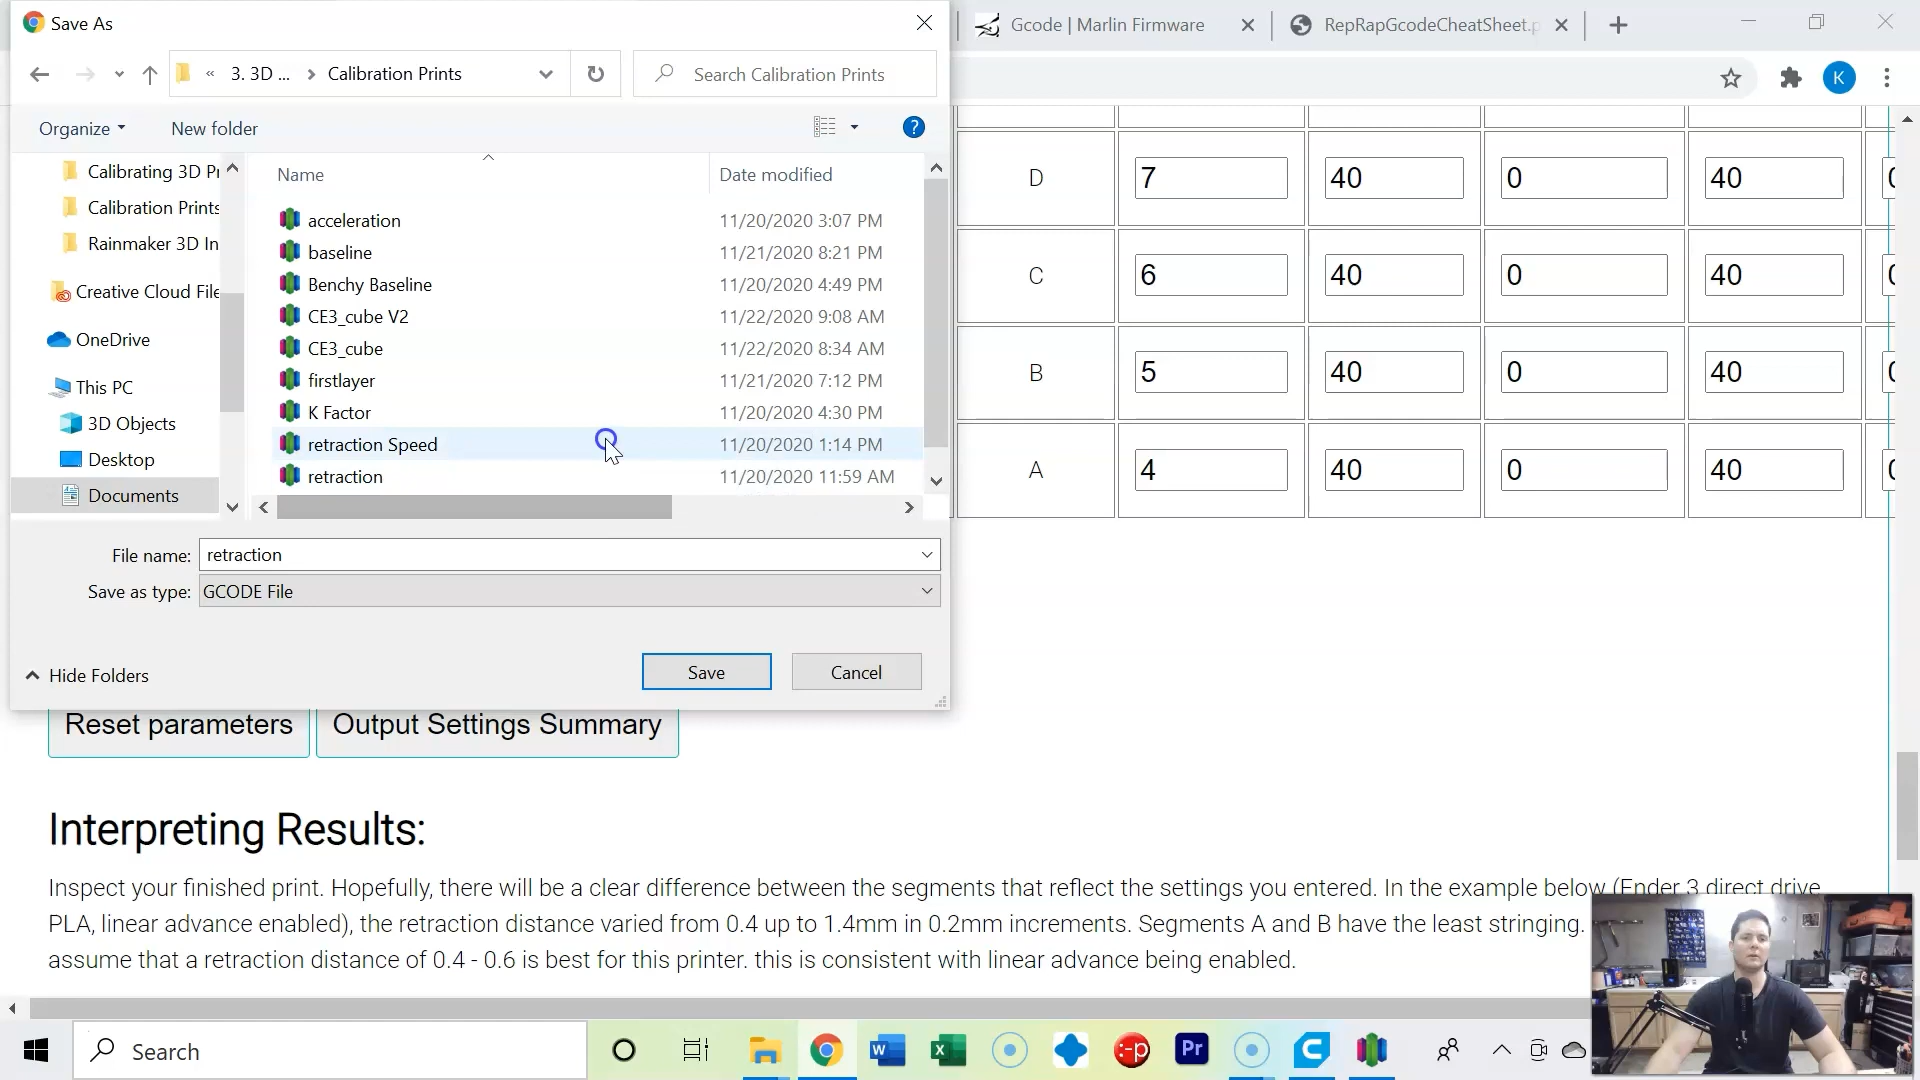 Save As
Gcode | Marlin Firmware
RepRapGcodeCheatSheet.p
« 3. 3D ... > Calibration Prints
Search Calibration Prints
K
Organize
New folder
?
Calibrating 3D Pr
Calibration Prints
Rainmaker 3D In
Creative Cloud File
OneDrive
This PC
3D Objects
Desktop
Documents
Name Date modified
acceleration 11/20/2020 3:07 PM
baseline 11/21/2020 8:21 PM
Benchy Baseline 11/20/2020 4:49 PM
CE3_cube V2 11/22/2020 9:08 AM
CE3_cube 11/22/2020 8:34 AM
firstlayer 11/21/2020 7:12 PM
K Factor 11/20/2020 4:30 PM
retraction Speed 11/20/2020 1:14 PM
retraction 11/20/2020 11:59 AM
D 7 40 0 40 0
C 6 40 0 40 0
B 5 40 0 40 0
A 4 40 0 40 0
File name: retraction
Save as type: GCODE File
Hide Folders
Save
Cancel
Reset parameters
Output Settings Summary
Interpreting Results:
Inspect your finished print. Hopefully, there will be a clear difference between the segments that reflect the settings you entered. In the example below (Ender 3 direct drive
PLA, linear advance enabled), the retraction distance varied from 0.4 up to 1.4mm in 0.2mm increments. Segments A and B have the least stringing.
assume that a retraction distance of 0.4 - 0.6 is best for this printer. this is consistent with linear advance being enabled.
Search
W
X
:-p
Pr